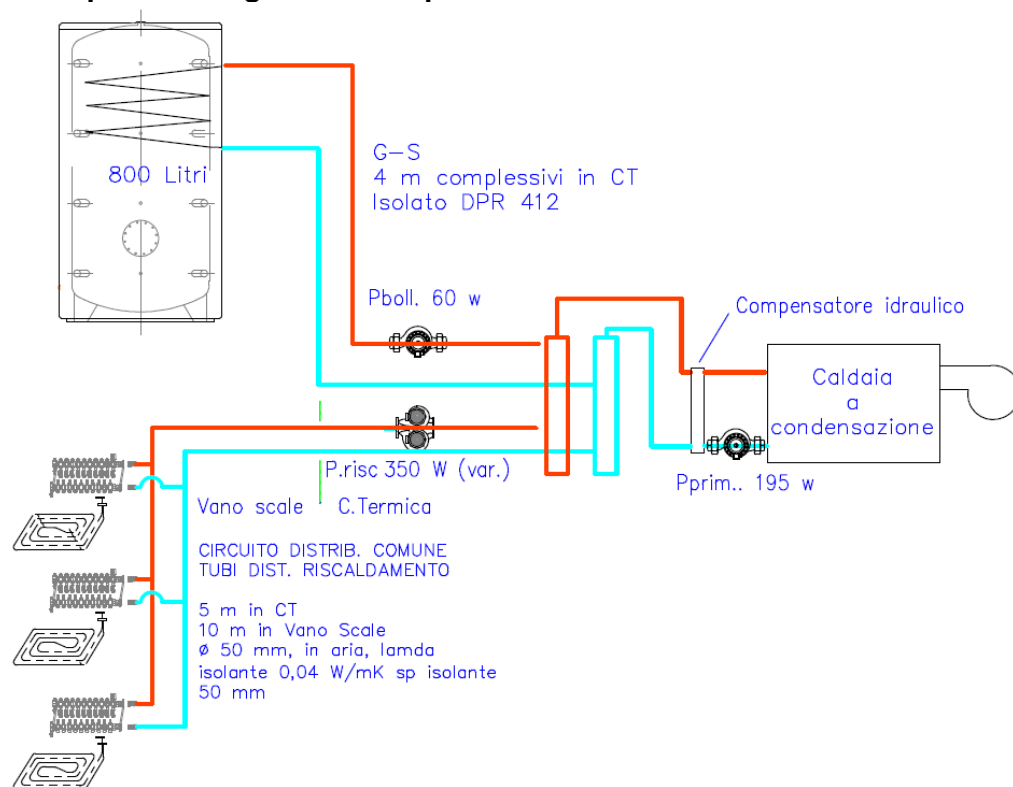 800 Litri
G-S
4 m complessivi in CT
Isolato DPR 412
Pboll. 60 w
Compensatore idraulico
Caldaia
a
condensazione
P.risc 350 W (var.)
Pprim.. 195 w
Vano scale
C.Termica
CIRCUITO DISTRIB. COMUNE
TUBI DIST. RISCALDAMENTO
5 m in CT
10 m in Vano Scale
ø 50 mm, in aria, lamda
isolante 0,04 W/mK sp isolante
50 mm